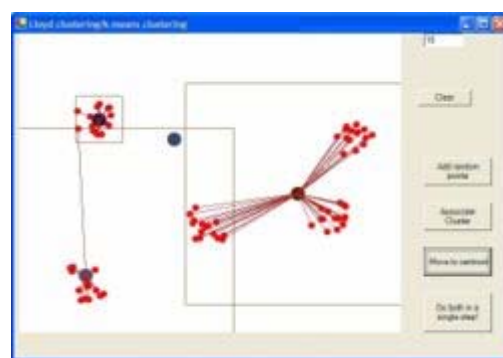 Lloyd clustering/k means clustering
Clear
Add random
points
Associate
Cluster
Move to centroid
Do both in a
single step!